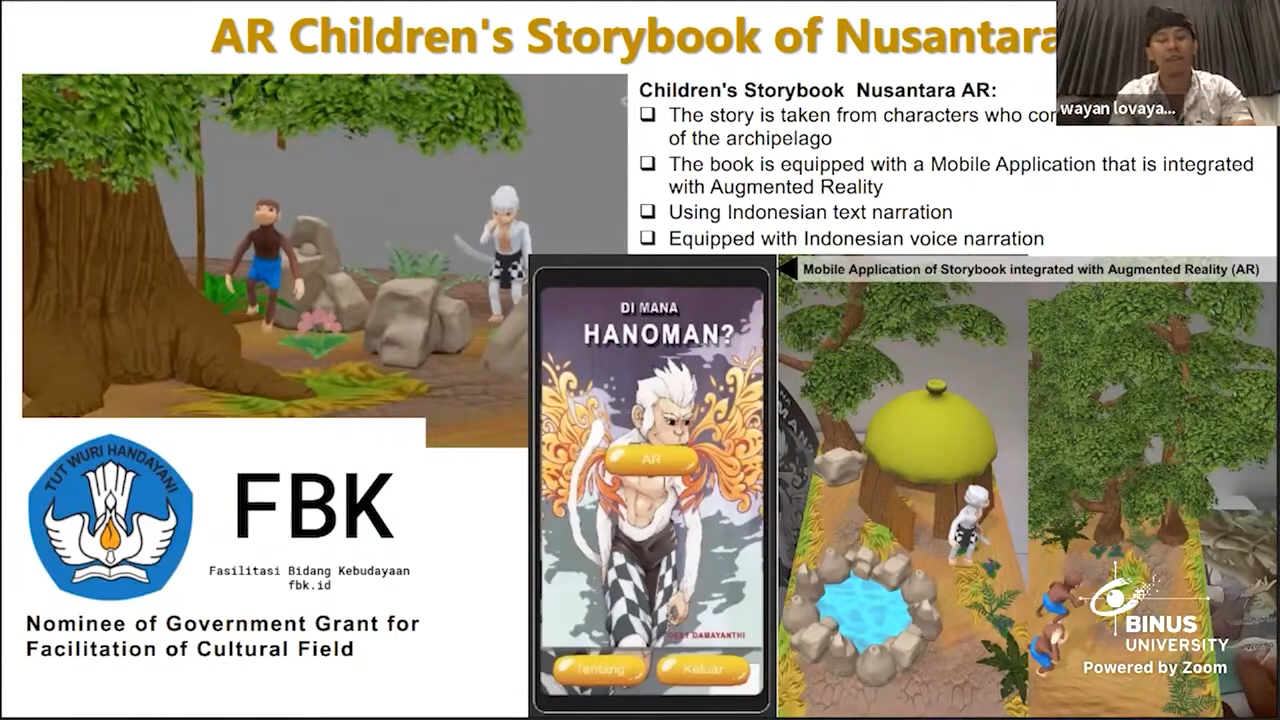 AR Children's Storybook of Nusantara
wayan lovaya...
Children's Storybook Nusantara AR:
The story is taken from characters who
of the archipelago
The book is equipped with a Mobile Application that is integrated
with Augmented Reality
Using Indonesian text narration
Equipped with Indonesian voice narration
Mobile Application of Storybook integrated with Augmented Reality (AR)
DI MANA
HANOMAN?
AR
DESY DAMAYANTHI
Tentang
Keluar
TUT WURI HANDAYANI
FBK
Fasilitasi Bidang Kebudayaan
fbk.id
Nominee of Government Grant for
Facilitation of Cultural Field
BINUS
UNIVERSITY
Powered by Zoom